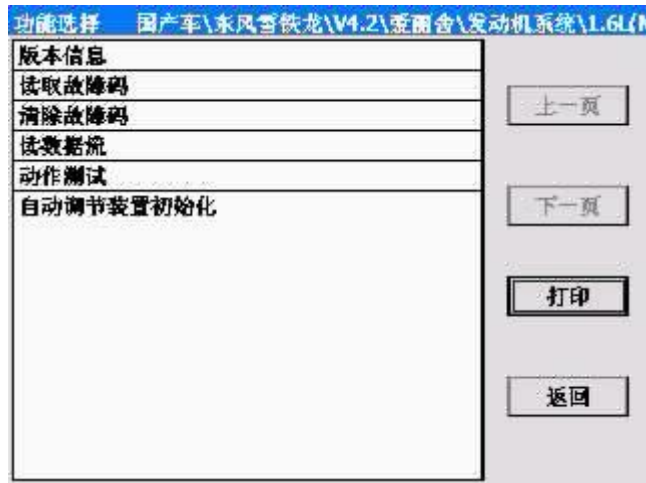 功能选择 国产车\东风雪铁龙\V4.2\爱丽舍\发动机系统\1.6L(
版本信息
读取故障码
清除故障码
读数据流
动作测试
自动调节装置初始化
上一页
下一页
打印
返回